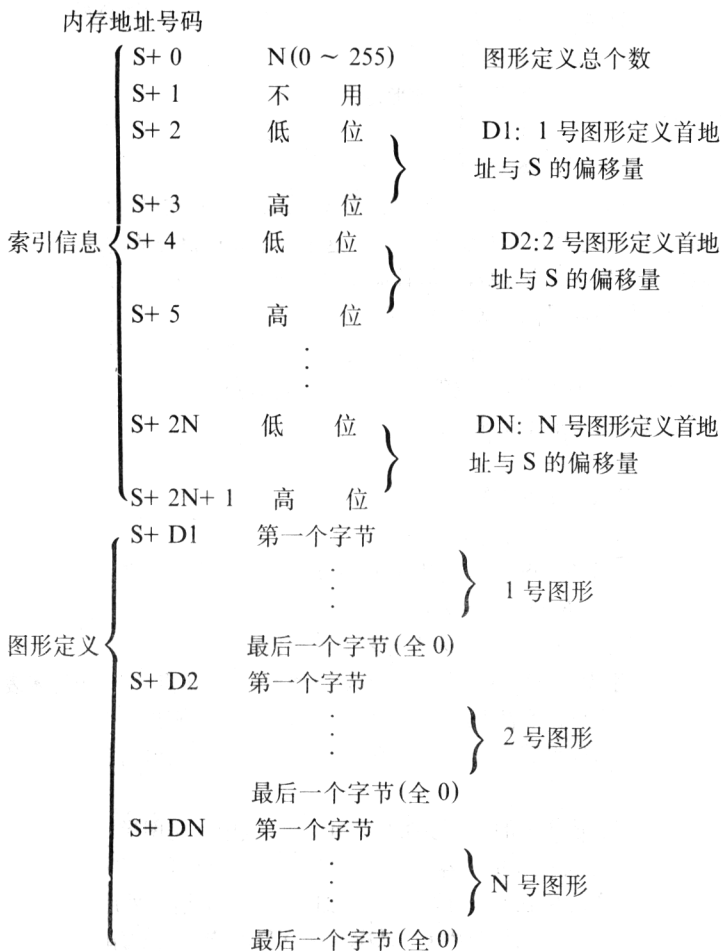 内存地址号码
S+ 0 N(0 ~ 255) 图形定义总个数
S+ 1 不 用
S+ 2 低 位 D1: 1 号图形定义首地
址与 S 的偏移量
S+ 3 高 位
索引信息 S+ 4 低 位 D2:2 号图形定义首地
址与 S 的偏移量
S+ 5 高 位
⋮
S+ 2N 低 位 DN: N 号图形定义首地
址与 S 的偏移量
S+ 2N+ 1 高 位
S+ D1 第一个字节
⋮ 1 号图形
图形定义 最后一个字节(全 0)
S+ D2 第一个字节
⋮ 2 号图形
最后一个字节(全 0)
S+ DN 第一个字节
⋮ N 号图形
最后一个字节(全 0)